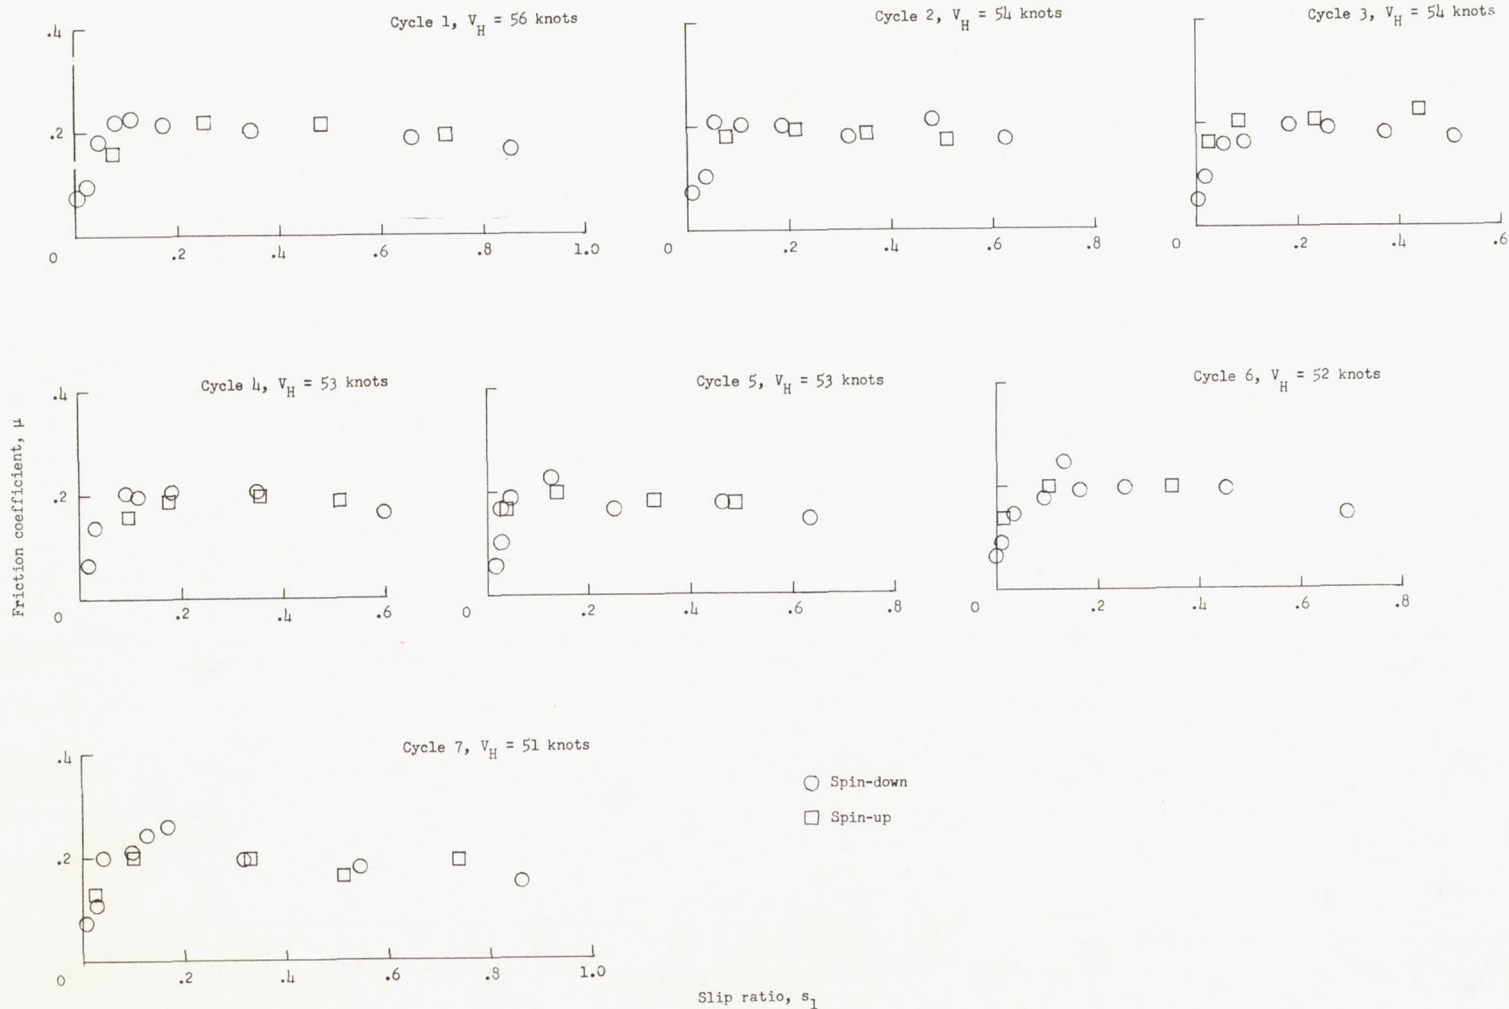 Cycle 1, V_H = 56 knots
.4
.2
0 .2 .4 .6 .8 1.0
Cycle 2, V_H = 54 knots
0 .2 .4 .6 .8
Cycle 3, V_H = 54 knots
0 .2 .4 .6
Friction coefficient, μ
Cycle 4, V_H = 53 knots
.4
.2
0 .2 .4 .6
Cycle 5, V_H = 53 knots
0 .2 .4 .6 .8
Cycle 6, V_H = 52 knots
0 .2 .4 .6 .8
Cycle 7, V_H = 51 knots
.4
.2
0 .2 .4 .6 .8 1.0
Spin-down
Spin-up
Slip ratio, s_1